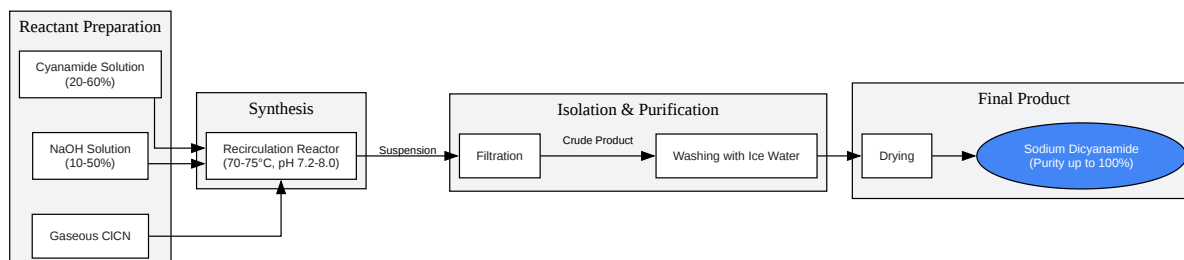 Reactant Preparation
Cyanamide Solution
(20-60%)
NaOH Solution
(10-50%)
Gaseous ClCN
Synthesis
Recirculation Reactor
(70-75°C, pH 7.2-8.0)
Suspension
Isolation & Purification
Filtration
Crude Product
Washing with Ice Water
Final Product
Drying
Sodium Dicyanamide
(Purity up to 100%)